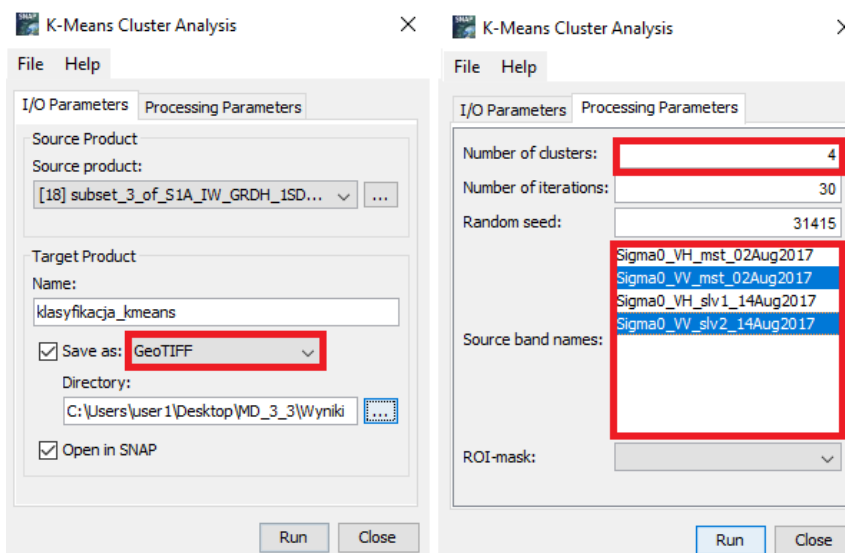 K-Means Cluster Analysis
File Help
I/O Parameters Processing Parameters
Source Product
Source product:
[18] subset_3_of_S1A_IW_GRDH_1SD... ...
Target Product
Name:
klasyfikacja_kmeans
Save as: GeoTIFF
Directory:
C:\Users\user1\Desktop\MD_3_3\Wyniki ...
Open in SNAP
Run Close
K-Means Cluster Analysis
File Help
I/O Parameters Processing Parameters
Number of clusters: 4
Number of iterations: 30
Random seed: 31415
Sigma0_VH_mst_02Aug2017
Sigma0_VV_mst_02Aug2017
Sigma0_VH_slv1_14Aug2017
Sigma0_VV_slv2_14Aug2017
Source band names:
ROI-mask:
Run Close